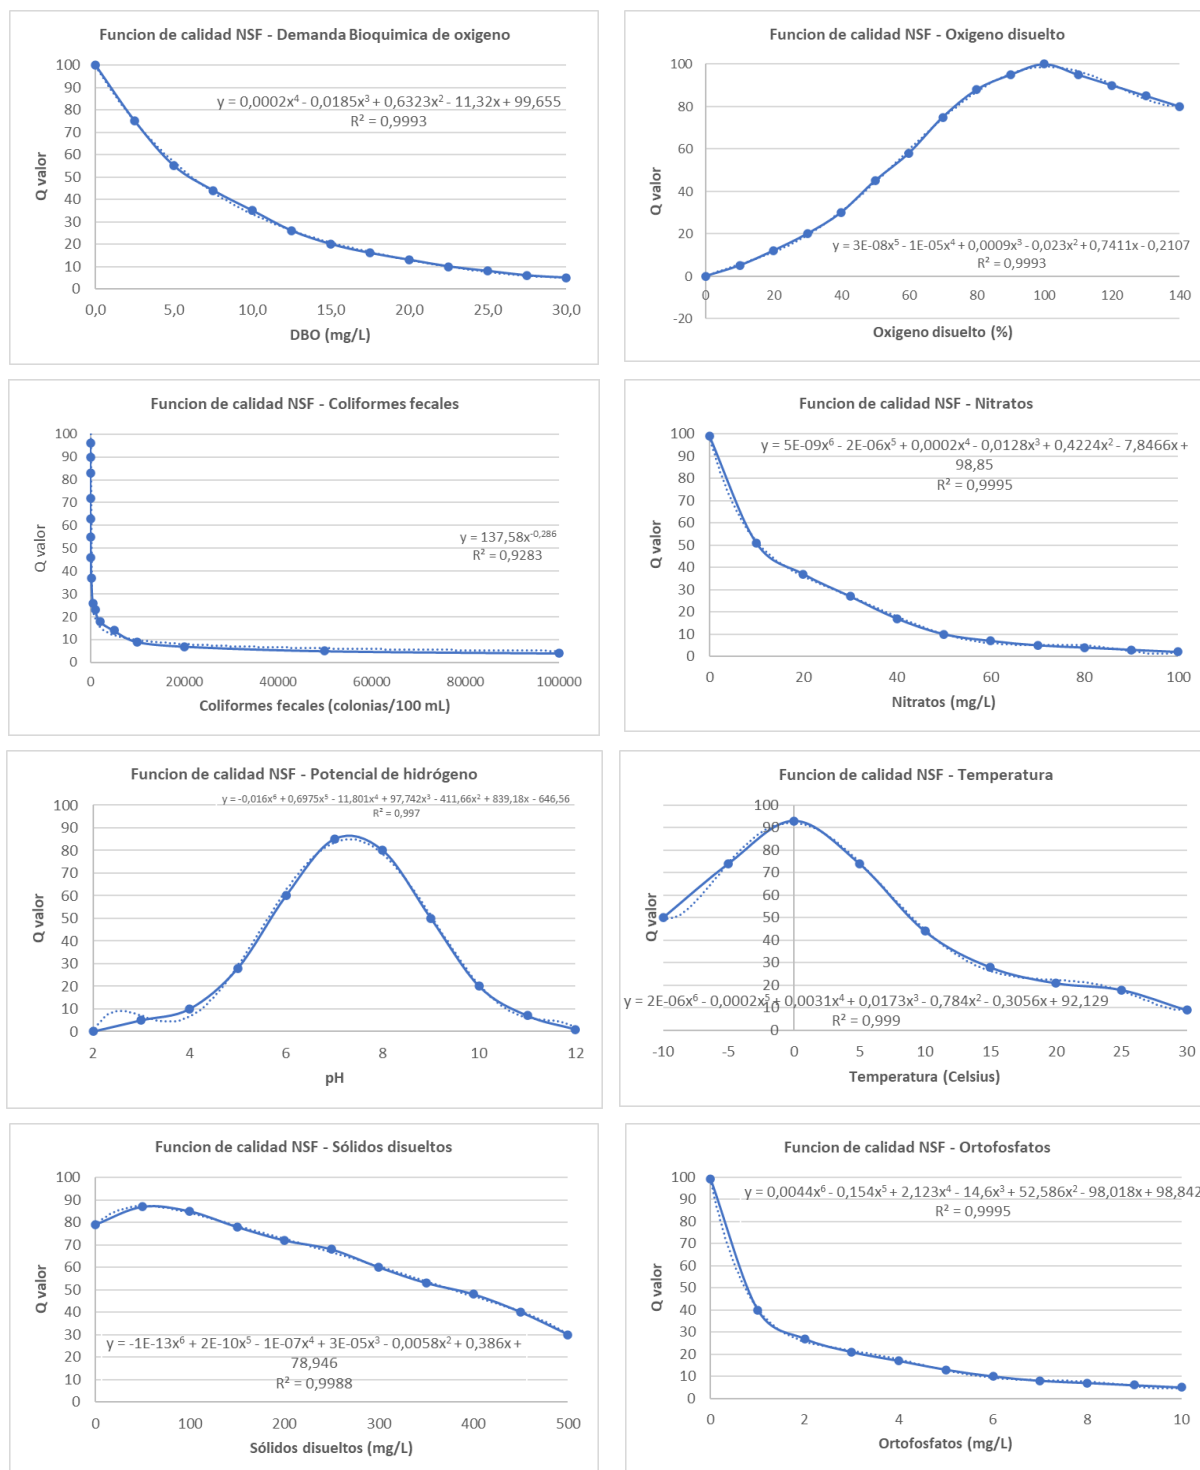 Funcion de calidad NSF - Demanda Bioquimica de oxigeno
100
90
80
70
60
50
40
30
20
10
0
Q valor
y = 0,0002x⁴ - 0,0185x³ + 0,6323x² - 11,32x + 99,655
R² = 0,9993
0,0 5,0 10,0 15,0 20,0 25,0 30,0
DBO (mg/L)
Funcion de calidad NSF - Oxigeno disuelto
100
80
60
40
20
0
-20
Q valor
y = 3E-08x⁵ - 1E-05x⁴ + 0,0009x³ - 0,023x² + 0,7411x - 0,2107
R² = 0,9993
0 20 40 60 80 100 120 140
Oxigeno disuelto (%)
Funcion de calidad NSF - Coliformes fecales
100
90
80
70
60
50
40
30
20
10
0
Q valor
y = 137,58x⁻⁰,²⁸⁶
R² = 0,9283
0 20000 40000 60000 80000 100000
Coliformes fecales (colonias/100 mL)
Funcion de calidad NSF - Nitratos
100
90
80
70
60
50
40
30
20
10
0
Q valor
y = 5E-09x⁶ - 2E-06x⁵ + 0,0002x⁴ - 0,0128x³ + 0,4224x² - 7,8466x +
98,85
R² = 0,9995
0 20 40 60 80 100
Nitratos (mg/L)
Funcion de calidad NSF - Potencial de hidrógeno
y = -0,016x⁶ + 0,6975x⁵ - 11,801x⁴ + 97,742x³ - 411,66x² + 839,18x - 646,56
R² = 0,997
100
90
80
70
60
50
40
30
20
10
0
Q valor
2 4 6 8 10 12
pH
Funcion de calidad NSF - Temperatura
100
90
80
70
60
50
40
30
20
10
0
Q valor
y = 2E-06x⁶ - 0,0002x⁵ + 0,0031x⁴ + 0,0173x³ - 0,784x² - 0,3056x + 92,129
R² = 0,999
-10 -5 0 5 10 15 20 25 30
Temperatura (Celsius)
Funcion de calidad NSF - Sólidos disueltos
100
90
80
70
60
50
40
30
20
10
0
Q valor
y = -1E-13x⁶ + 2E-10x⁵ - 1E-07x⁴ + 3E-05x³ - 0,0058x² + 0,386x +
78,946
R² = 0,9988
0 100 200 300 400 500
Sólidos disueltos (mg/L)
Funcion de calidad NSF - Ortofosfatos
100
90
80
70
60
50
40
30
20
10
0
Q valor
y = 0,0044x⁶ - 0,154x⁵ + 2,123x⁴ - 14,6x³ + 52,586x² - 98,018x + 98,842
R² = 0,9995
0 2 4 6 8 10
Ortofosfatos (mg/L)